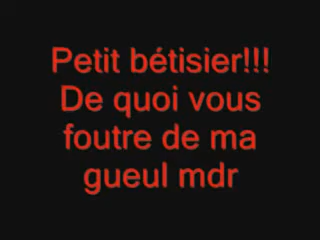 Petit bétisier!!!
De quoi vous
foutre de ma
gueul mdr